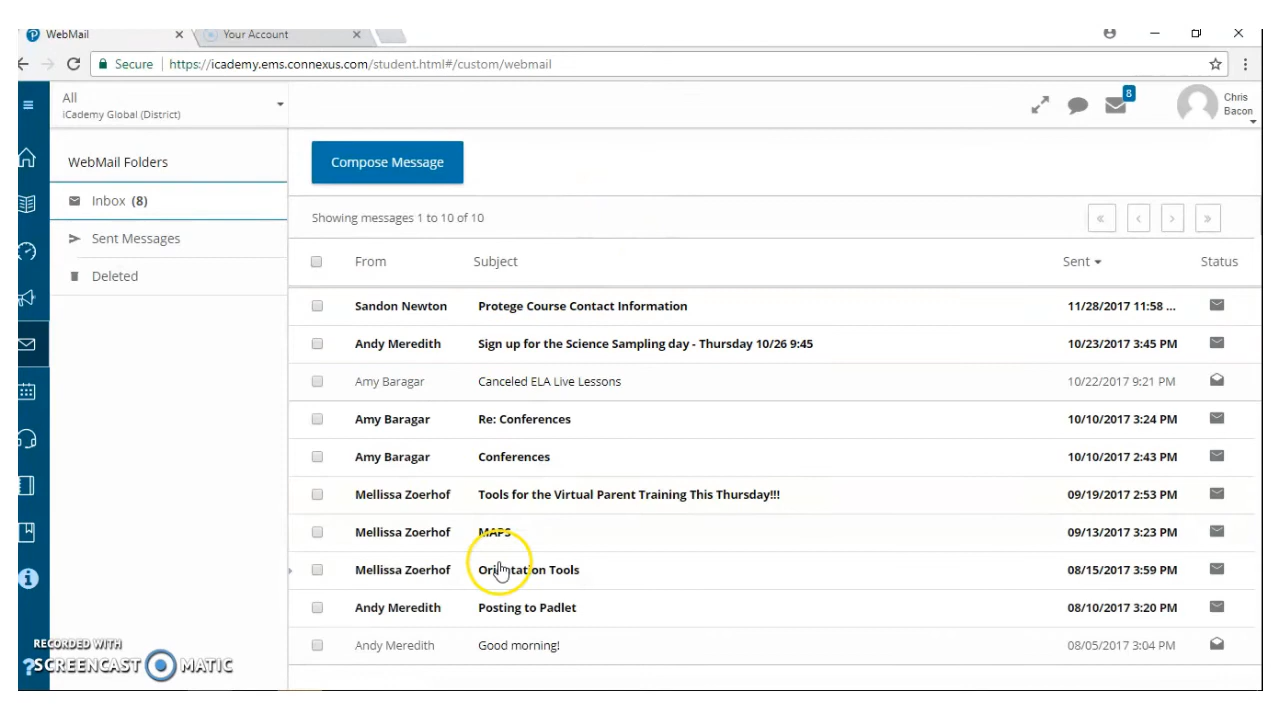 WebMail
Your Account
Secure https://icademy.ems.connexus.com/student.html#/custom/webmail
All
iCademy Global (District)
8
Chris
Bacon
WebMail Folders
Inbox (8)
Sent Messages
Deleted
Compose Message
Showing messages 1 to 10 of 10
From Subject Sent Status
Sandon Newton Protege Course Contact Information 11/28/2017 11:58 ...
Andy Meredith Sign up for the Science Sampling day - Thursday 10/26 9:45 10/23/2017 3:45 PM
Amy Baragar Canceled ELA Live Lessons 10/22/2017 9:21 PM
Amy Baragar Re: Conferences 10/10/2017 3:24 PM
Amy Baragar Conferences 10/10/2017 2:43 PM
Mellissa Zoerhof Tools for the Virtual Parent Training This Thursday!!! 09/19/2017 2:53 PM
Mellissa Zoerhof MAPS 09/13/2017 3:23 PM
Mellissa Zoerhof Orientation Tools 08/15/2017 3:59 PM
Andy Meredith Posting to Padlet 08/10/2017 3:20 PM
Andy Meredith Good morning! 08/05/2017 3:04 PM
RECORDED WITH
SCREENCAST MATIC